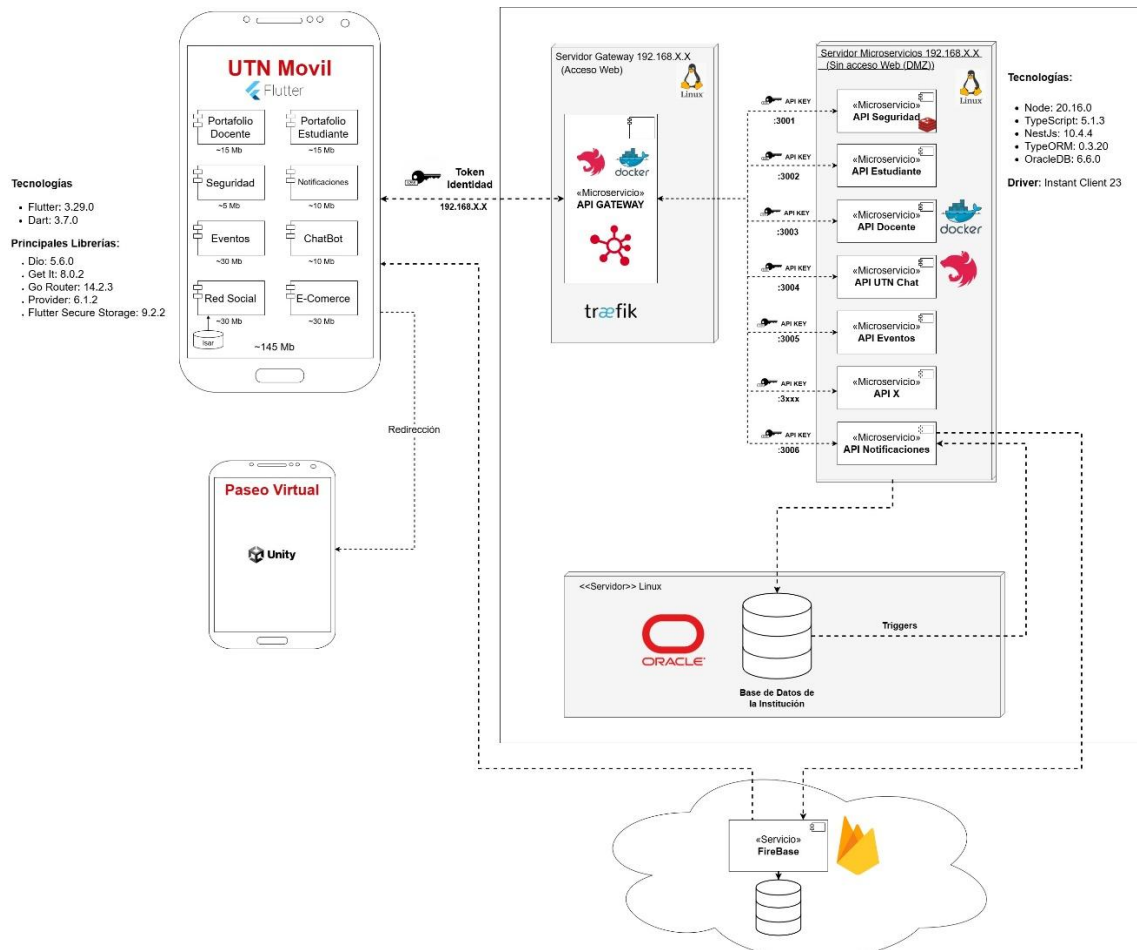 Tecnologías
Flutter: 3.29.0
Dart: 3.7.0
Principales Librerías:
Dio: 5.6.0
Get It: 8.0.2
Go Router: 14.2.3
Provider: 6.1.2
Flutter Secure Storage: 9.2.2
UTN Movil
Flutter
Portafolio
Docente
~15 Mb
Portafolio
Estudiante
~15 Mb
Seguridad
~5 Mb
Notificaciones
~10 Mb
Eventos
~30 Mb
ChatBot
~10 Mb
Red Social
~30 Mb
E-Comerce
~30 Mb
Isar
~145 Mb
Redirección
Paseo Virtual
Unity
Token
Identidad
192.168.X.X
Servidor Gateway 192.168.X.X
(Acceso Web)
Linux
docker
«Microservicio»
API GATEWAY
træfik
API KEY
:3001
API KEY
:3002
API KEY
:3003
API KEY
:3004
API KEY
:3005
API KEY
:3xxx
API KEY
:3006
Servidor Microservicios 192.168.X.X
(Sin acceso Web (DMZ))
Linux
«Microservicio»
API Seguridad
«Microservicio»
API Estudiante
«Microservicio»
API Docente
docker
«Microservicio»
API UTN Chat
«Microservicio»
API Eventos
«Microservicio»
API X
«Microservicio»
API Notificaciones
Tecnologías:
Node: 20.16.0
TypeScript: 5.1.3
NestJs: 10.4.4
TypeORM: 0.3.20
OracleDB: 6.6.0
Driver: Instant Client 23
<<Servidor>> Linux
ORACLE
Base de Datos de
la Institución
Triggers
«Servicio»
FireBase